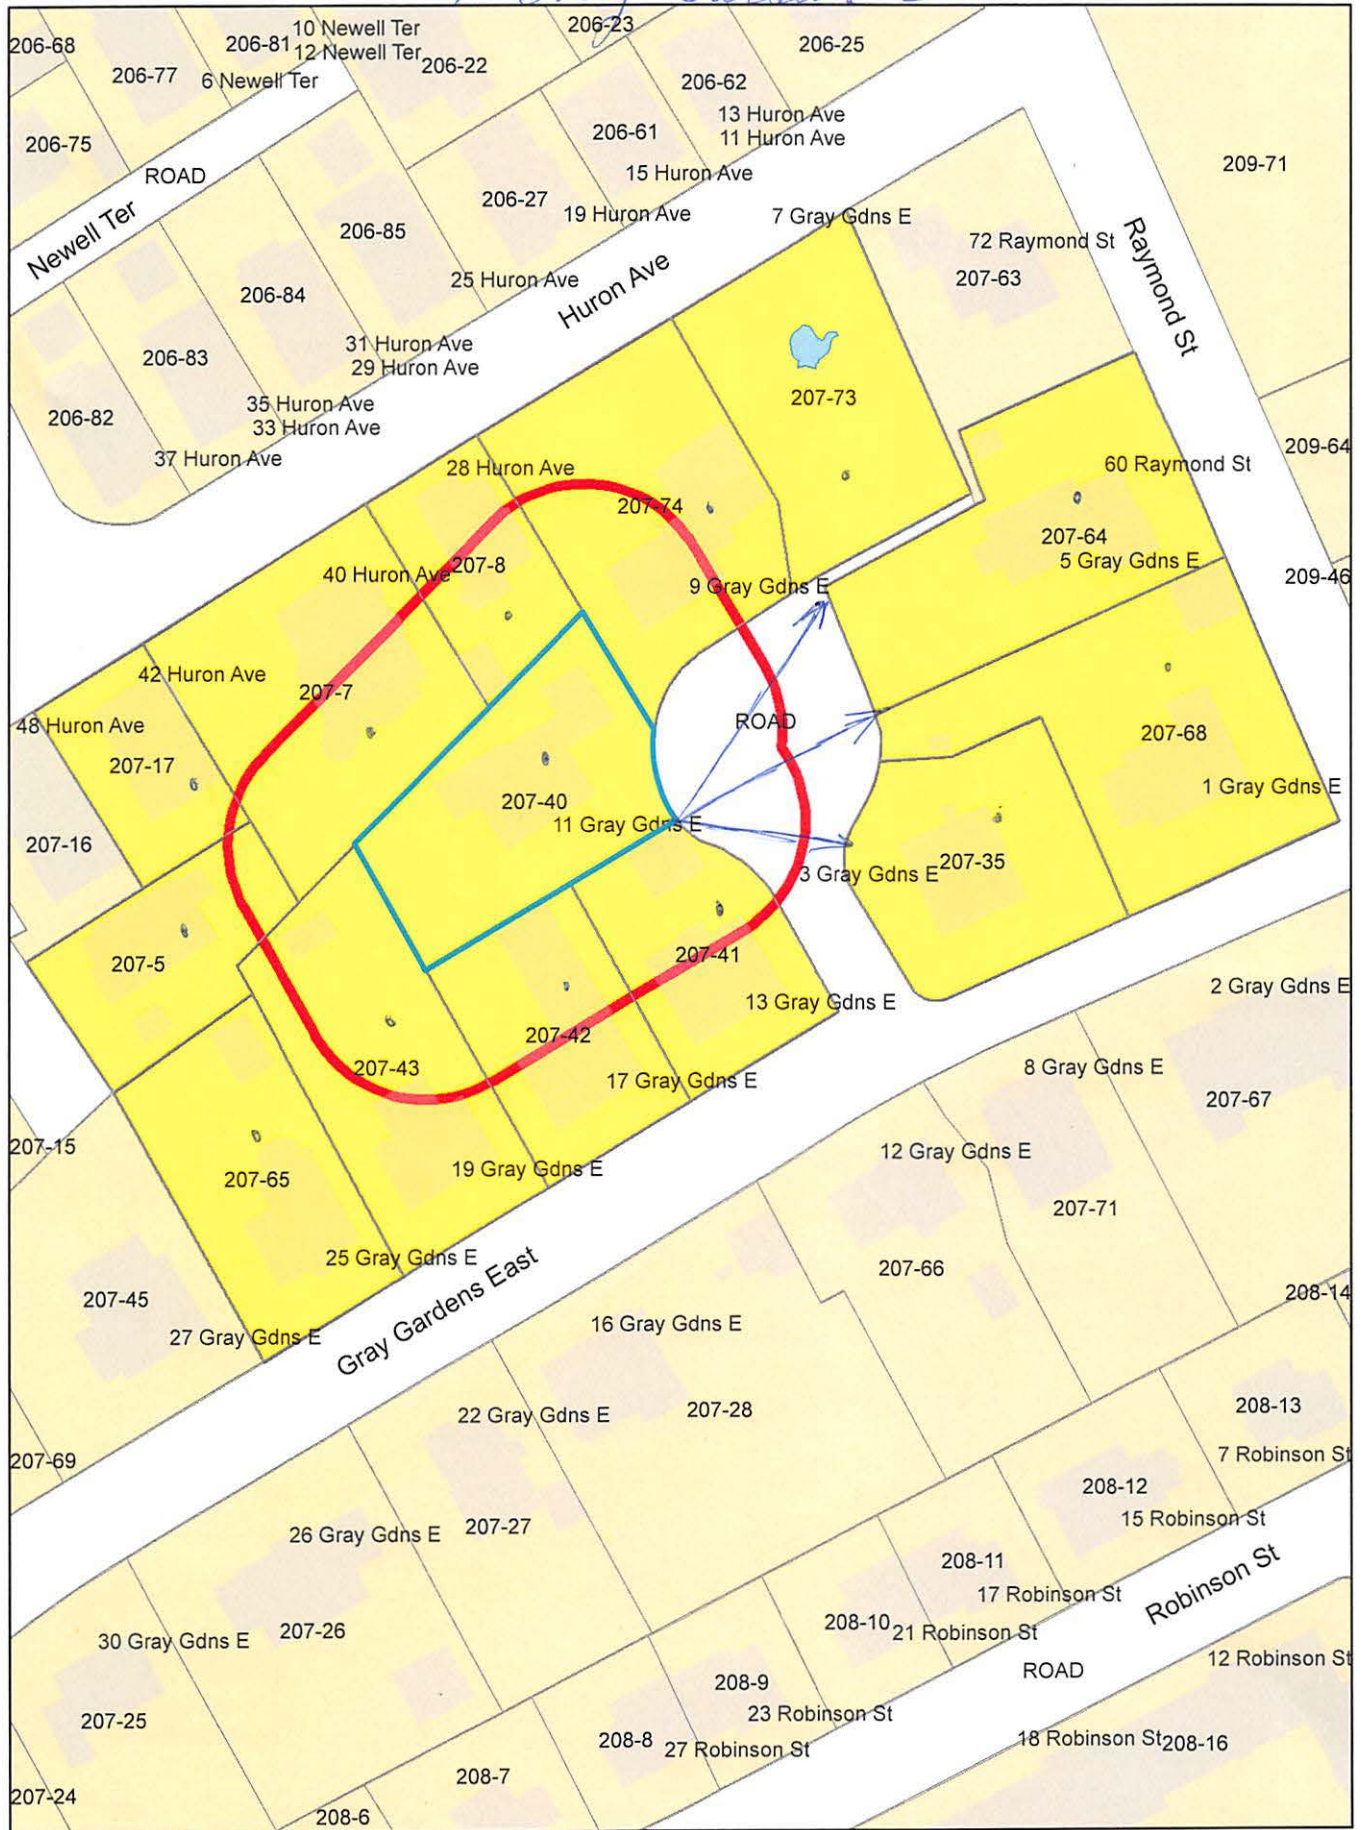 206-68
206-77
206-81
10 Newell Ter
12 Newell Ter
6 Newell Ter
206-22
206-23
206-25
206-62
13 Huron Ave
11 Huron Ave
206-61
15 Huron Ave
206-75
ROAD
Newell Ter
206-27
19 Huron Ave
206-85
25 Huron Ave
Huron Ave
7 Gray Gdns E
72 Raymond St
207-63
Raymond St
209-71
206-84
206-83
31 Huron Ave
29 Huron Ave
206-82
35 Huron Ave
33 Huron Ave
37 Huron Ave
207-73
28 Huron Ave
209-64
60 Raymond St
207-74
207-64
5 Gray Gdns E
209-46
40 Huron Ave
207-8
9 Gray Gdns E
42 Huron Ave
207-7
48 Huron Ave
207-17
ROAD
207-68
1 Gray Gdns E
207-40
11 Gray Gdns E
207-16
3 Gray Gdns E
207-35
207-5
207-41
13 Gray Gdns E
2 Gray Gdns E
207-42
207-43
17 Gray Gdns E
8 Gray Gdns E
207-67
207-15
207-65
19 Gray Gdns E
12 Gray Gdns E
207-71
25 Gray Gdns E
207-66
207-45
Gray Gardens East
27 Gray Gdns E
16 Gray Gdns E
208-14
22 Gray Gdns E
207-28
208-13
7 Robinson St
207-69
208-12
15 Robinson St
26 Gray Gdns E
207-27
208-11
17 Robinson St
Robinson St
30 Gray Gdns E
207-26
208-10
21 Robinson St
ROAD
12 Robinson St
208-9
23 Robinson St
207-25
208-8
27 Robinson St
18 Robinson St
208-16
207-24
208-7
208-6